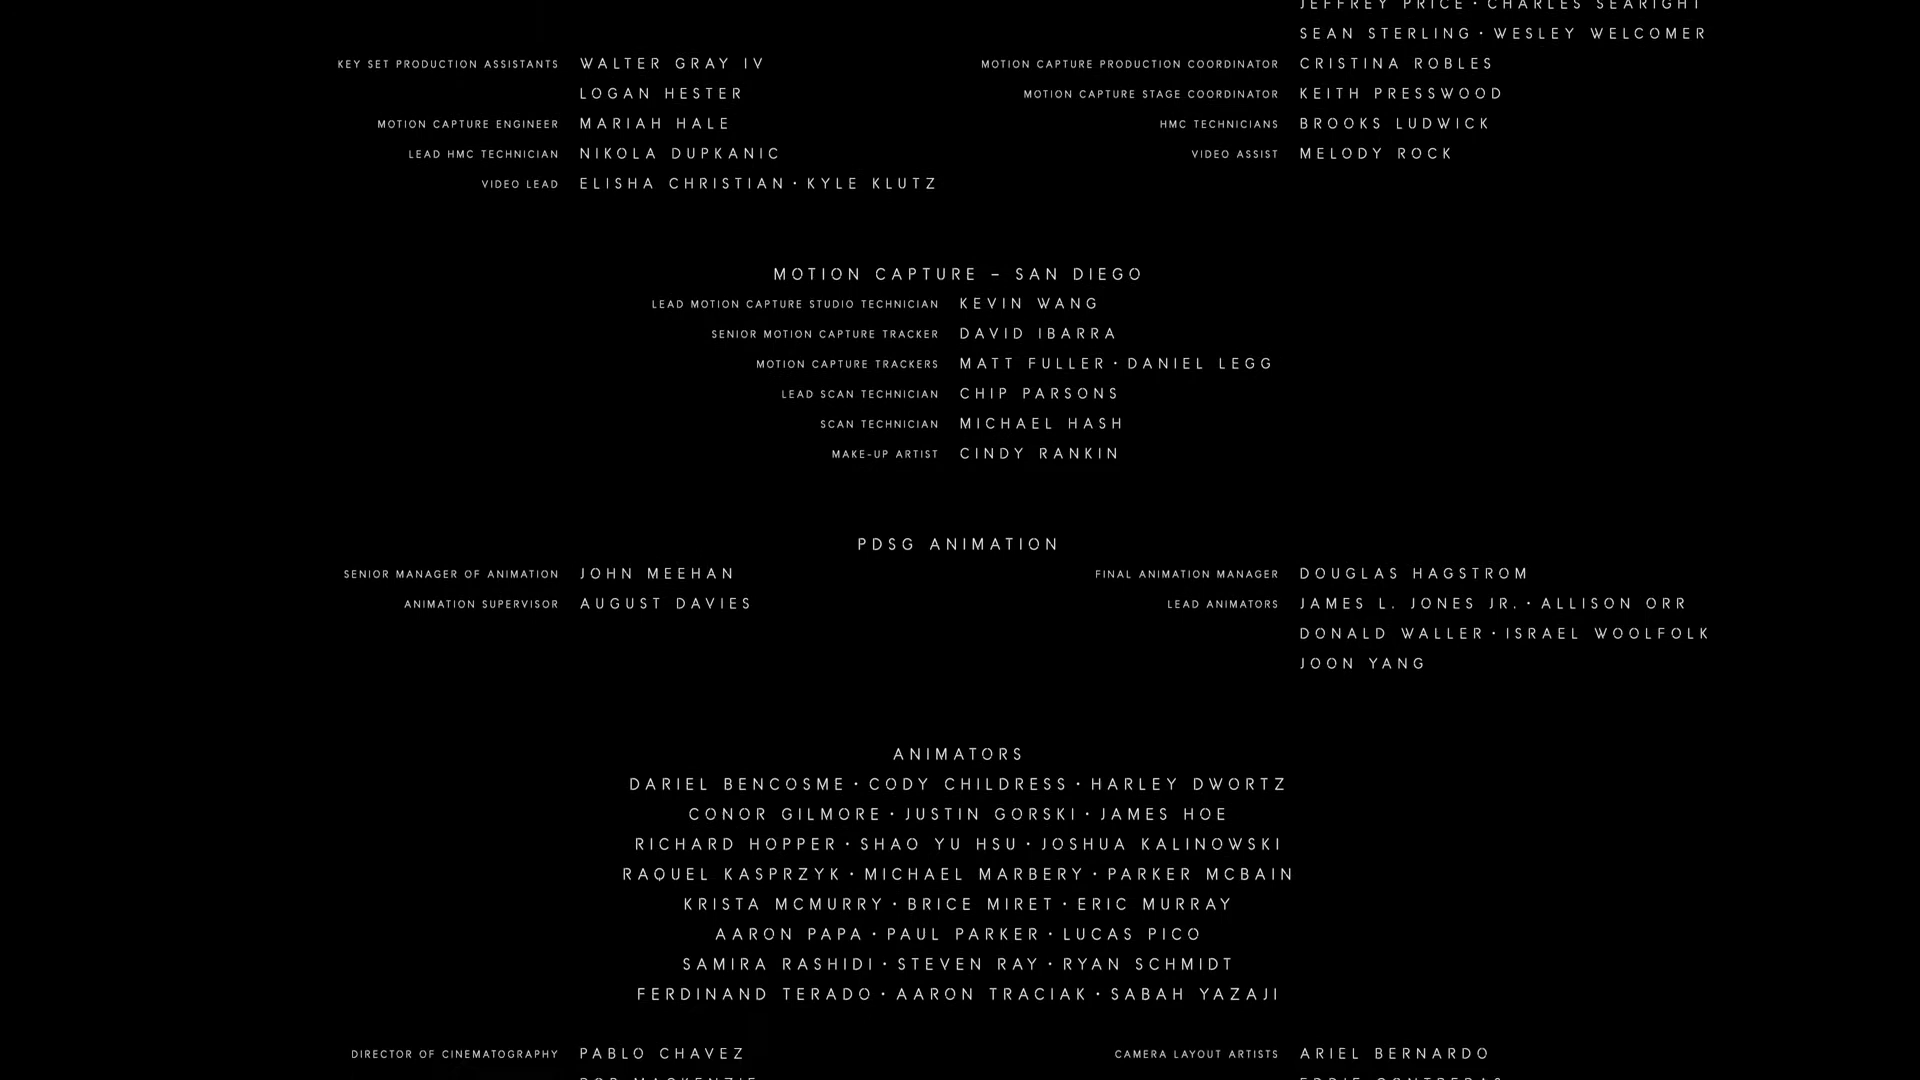 JEFFREY PRICE · CHARLES SEARIGHT
SEAN STERLING · WESLEY WELCOMER
KEY SET PRODUCTION ASSISTANTS WALTER GRAY IV
LOGAN HESTER
MOTION CAPTURE ENGINEER MARIAH HALE
LEAD HMC TECHNICIAN NIKOLA DUPKANIC
VIDEO LEAD ELISHA CHRISTIAN · KYLE KLUTZ
MOTION CAPTURE PRODUCTION COORDINATOR CRISTINA ROBLES
MOTION CAPTURE STAGE COORDINATOR KEITH PRESSWOOD
HMC TECHNICIANS BROOKS LUDWICK
VIDEO ASSIST MELODY ROCK
MOTION CAPTURE – SAN DIEGO
LEAD MOTION CAPTURE STUDIO TECHNICIAN KEVIN WANG
SENIOR MOTION CAPTURE TRACKER DAVID IBARRA
MOTION CAPTURE TRACKERS MATT FULLER · DANIEL LEGG
LEAD SCAN TECHNICIAN CHIP PARSONS
SCAN TECHNICIAN MICHAEL HASH
MAKE-UP ARTIST CINDY RANKIN
PDSG ANIMATION
SENIOR MANAGER OF ANIMATION JOHN MEEHAN
ANIMATION SUPERVISOR AUGUST DAVIES
FINAL ANIMATION MANAGER DOUGLAS HAGSTROM
LEAD ANIMATORS JAMES L. JONES JR. · ALLISON ORR
DONALD WALLER · ISRAEL WOOLFOLK
JOON YANG
ANIMATORS
DARIEL BENCOSME · CODY CHILDRESS · HARLEY DWORTZ
CONOR GILMORE · JUSTIN GORSKI · JAMES HOE
RICHARD HOPPER · SHAO YU HSU · JOSHUA KALINOWSKI
RAQUEL KASPRZYK · MICHAEL MARBERY · PARKER MCBAIN
KRISTA MCMURRY · BRICE MIRET · ERIC MURRAY
AARON PAPA · PAUL PARKER · LUCAS PICO
SAMIRA RASHIDI · STEVEN RAY · RYAN SCHMIDT
FERDINAND TERADO · AARON TRACIAK · SABAH YAZAJI
DIRECTOR OF CINEMATOGRAPHY PABLO CHAVEZ
CAMERA LAYOUT ARTISTS ARIEL BERNARDO